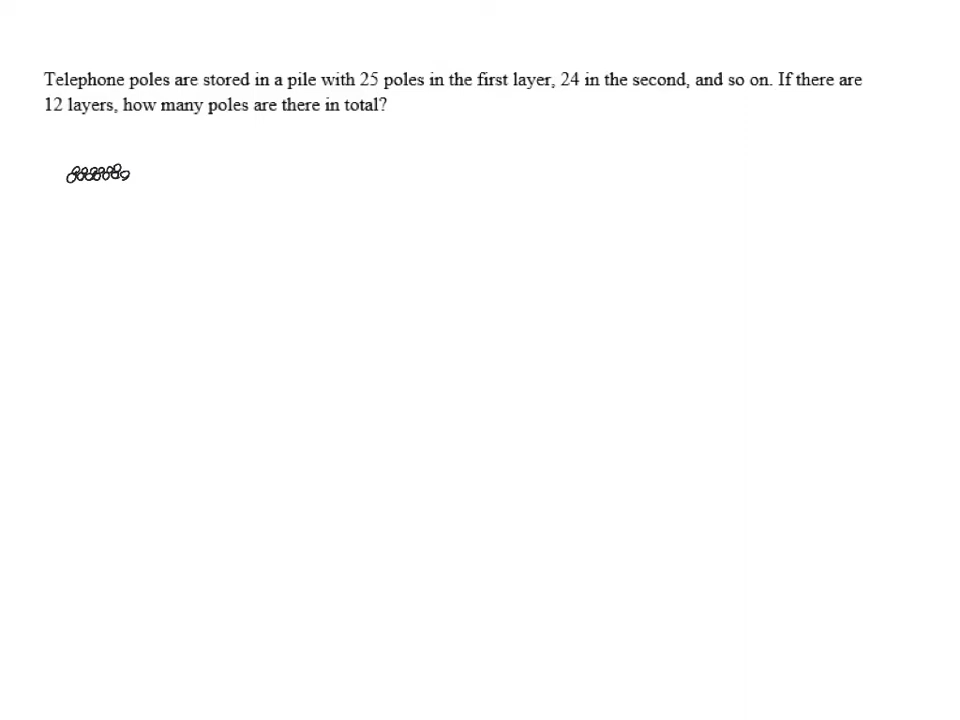 Telephone poles are stored in a pile with 25 poles in the first layer, 24 in the second, and so on. If there are
12 layers, how many poles are there in total?